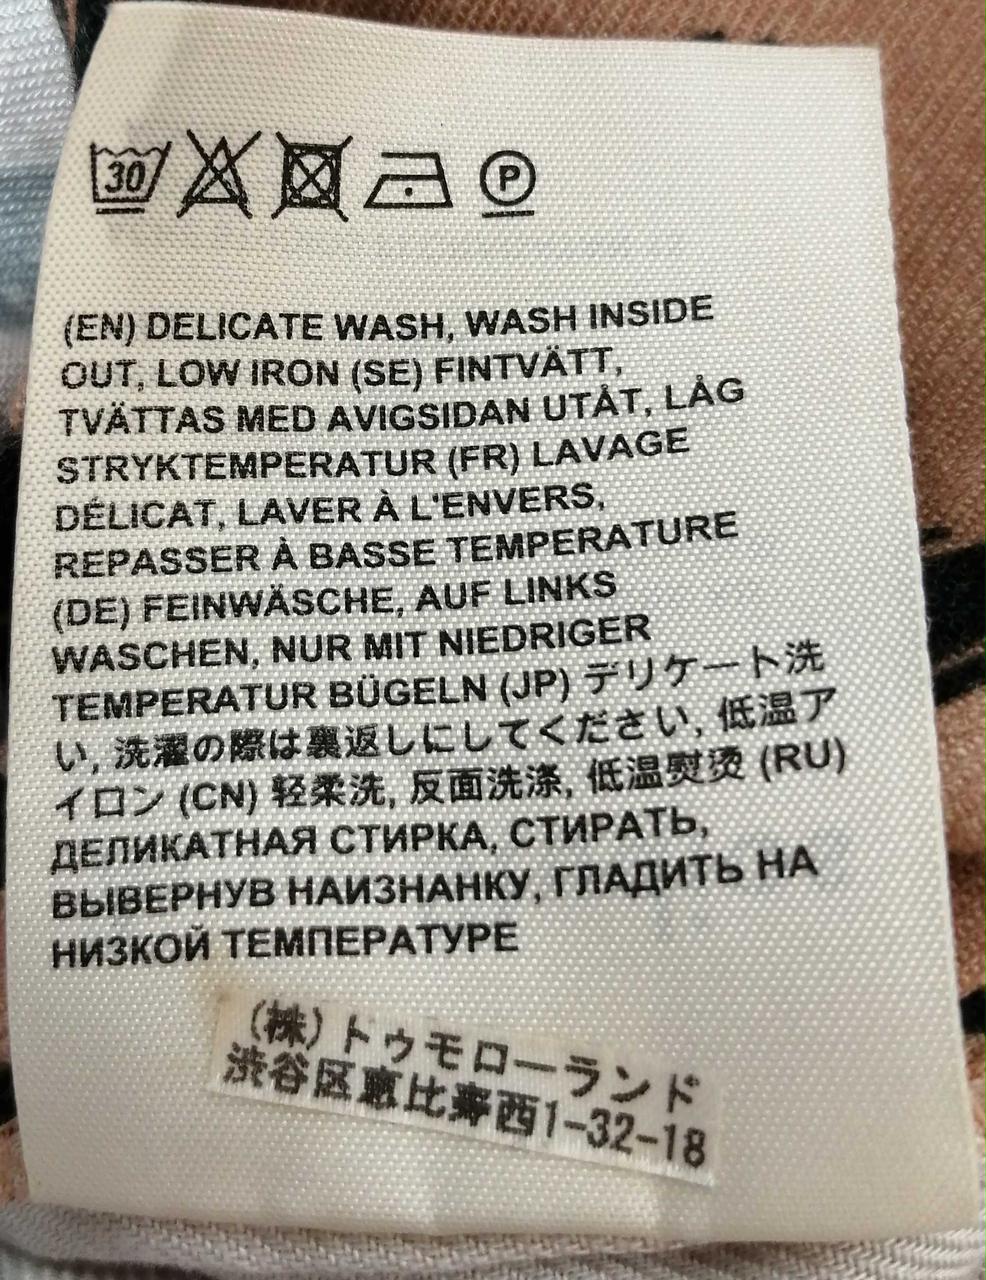 30
P
(EN) DELICATE WASH, WASH INSIDE
OUT, LOW IRON (SE) FINTVÄTT,
TVÄTTAS MED AVIGSIDAN UTÅT, LÅG
STRYKTEMPERATUR (FR) LAVAGE
DÉLICAT, LAVER À L'ENVERS,
REPASSER À BASSE TEMPERATURE
(DE) FEINWÄSCHE, AUF LINKS
WASCHEN, NUR MIT NIEDRIGER
TEMPERATUR BÜGELN (JP) デリケート洗
い, 洗濯の際は裏返しにしてください, 低温ア
イロン (CN) 轻柔洗, 反面洗涤, 低温熨烫 (RU)
ДЕЛИКАТНАЯ СТИРКА, СТИРАТЬ,
ВЫВЕРНУВ НАИЗНАНКУ, ГЛАДИТЬ НА
НИЗКОЙ ТЕМПЕРАТУРЕ
(株)トゥモローランド
渋谷区恵比寿西1-32-18